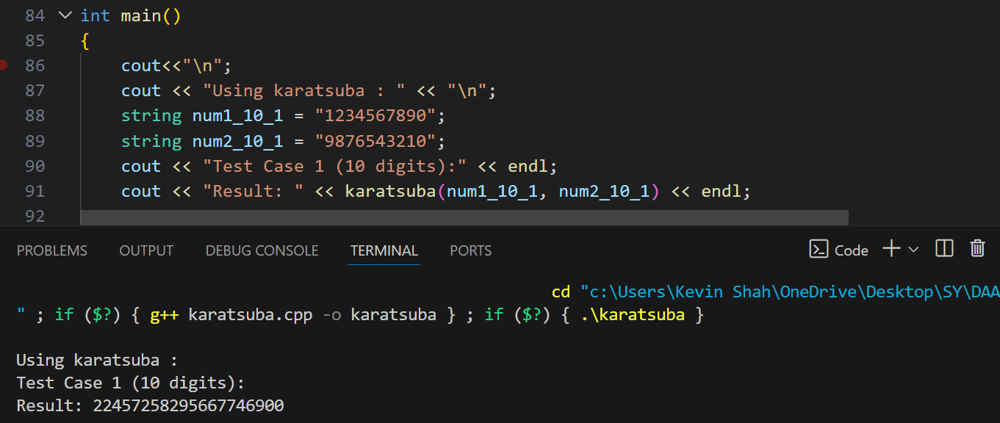 84 int main()
85 {
86 cout<<"\n";
87 cout << "Using karatsuba : " << "\n";
88 string num1_10_1 = "1234567890";
89 string num2_10_1 = "9876543210";
90 cout << "Test Case 1 (10 digits):" << endl;
91 cout << "Result: " << karatsuba(num1_10_1, num2_10_1) << endl;
92
PROBLEMS OUTPUT DEBUG CONSOLE TERMINAL PORTS Code
cd "c:\Users\Kevin Shah\OneDrive\Desktop\SY\DAA
" ; if ($?) { g++ karatsuba.cpp -o karatsuba } ; if ($?) { .\karatsuba }
Using karatsuba :
Test Case 1 (10 digits):
Result: 22457258295667746900